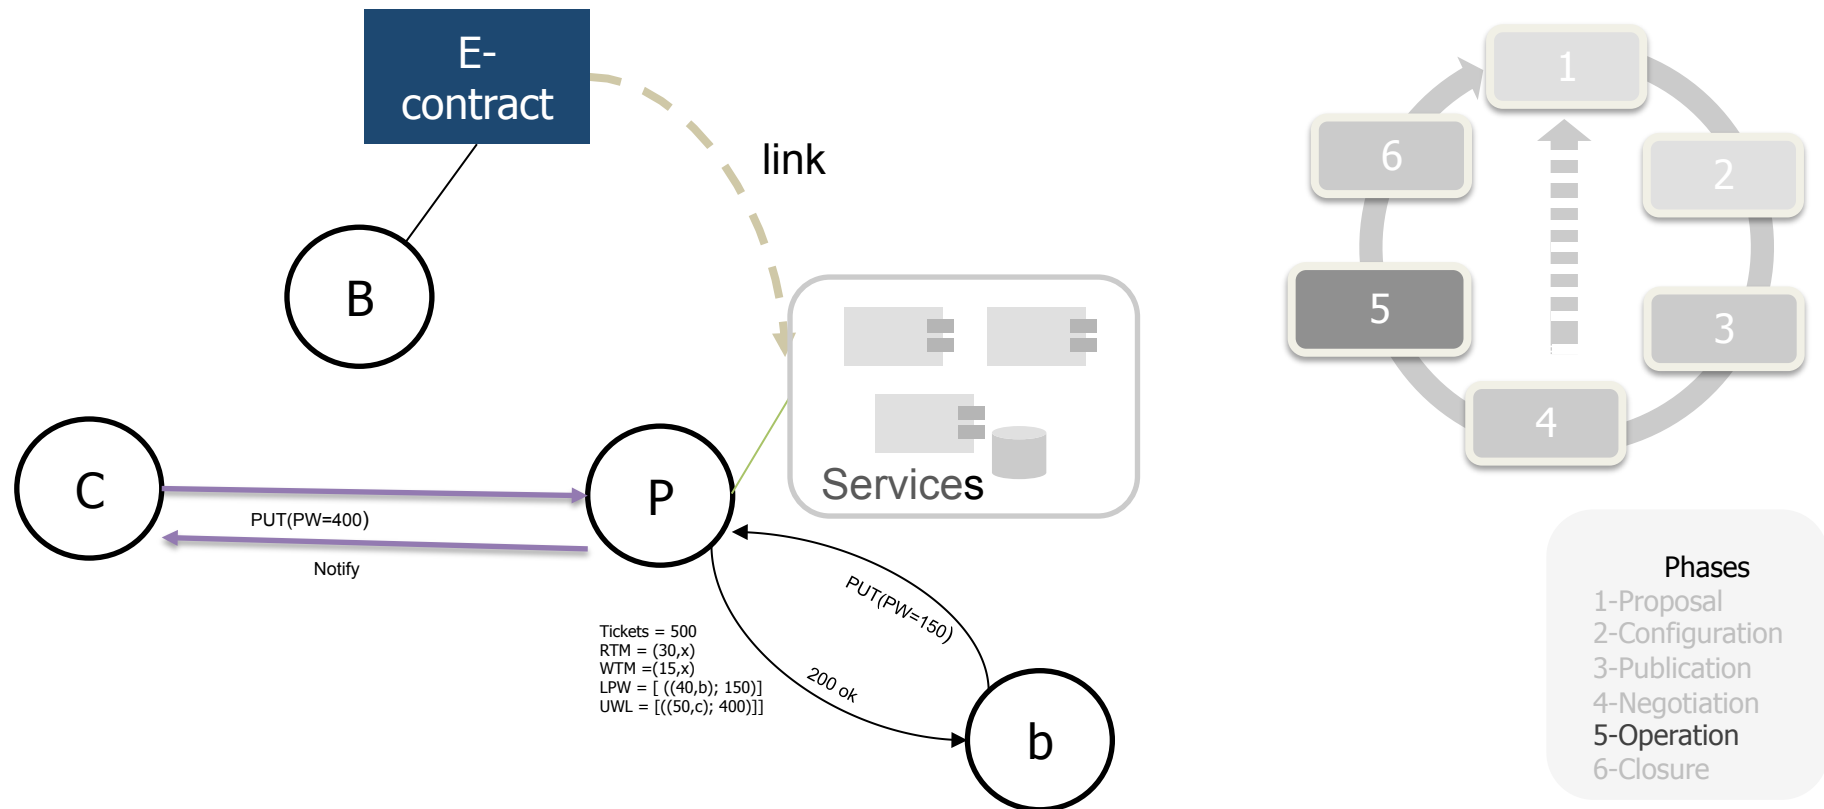 E-
contract
link
B
C
P
b
PUT(PW=400)
Notify
Services
PUT(PW=150)
200 ok
Tickets = 500
RTM = (30,x)
WTM =(15,x)
LPW = [ ((40,b); 150)]
UWL = [((50,c); 400)]]
1
2
3
4
5
6
Phases
1-Proposal
2-Configuration
3-Publication
4-Negotiation
5-Operation
6-Closure